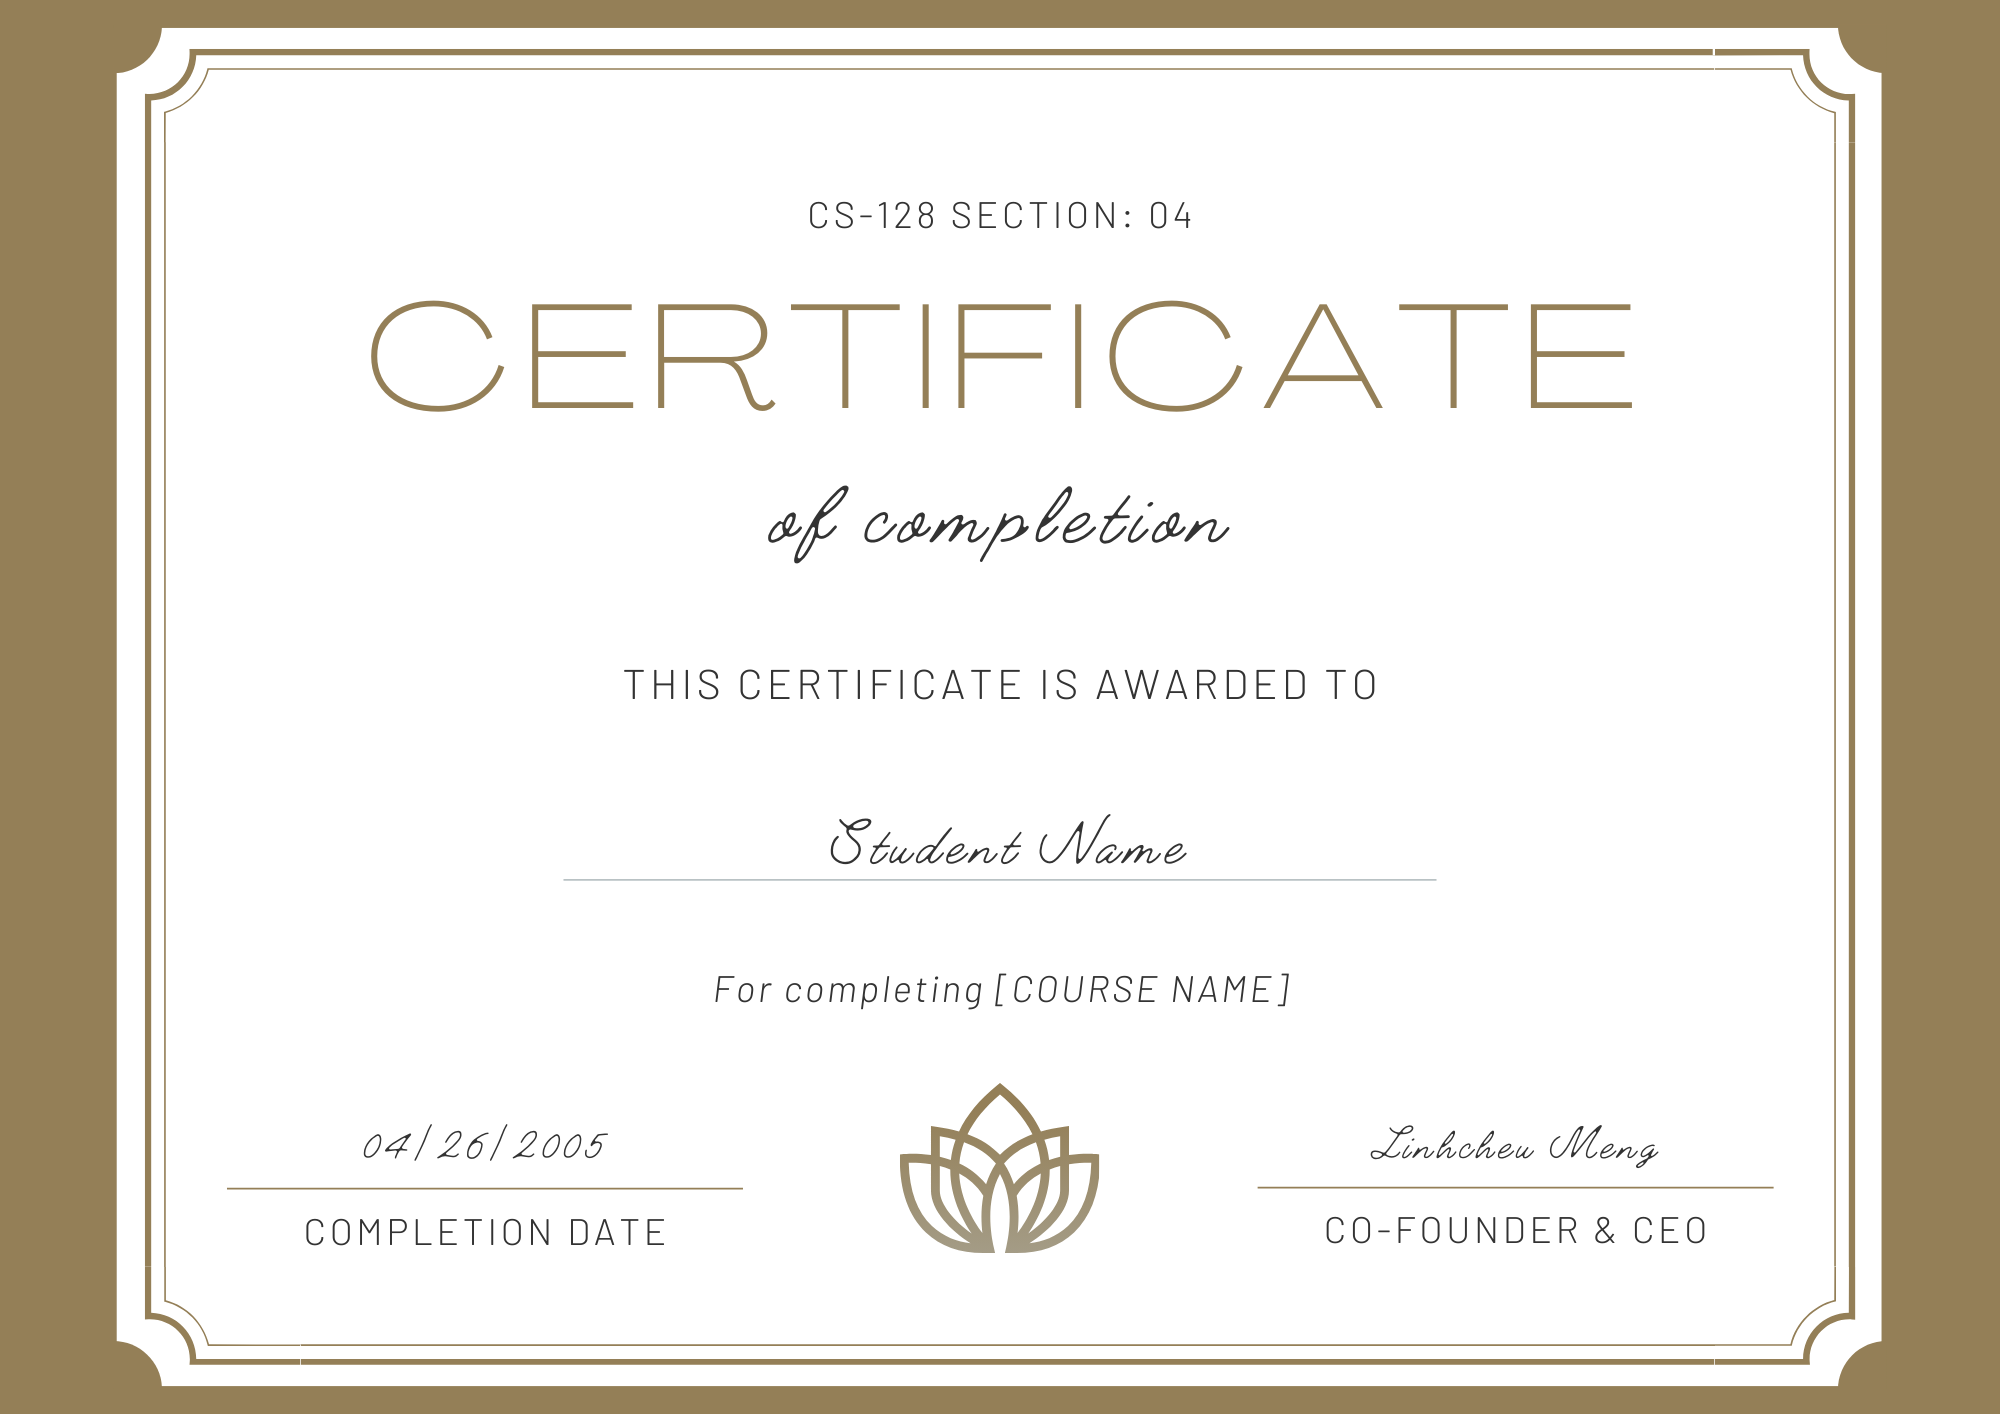 CS-128 SECTION: 04
CERTIFICATE
of completion
THIS CERTIFICATE IS AWARDED TO
Student Name
For completing [COURSE NAME]
04/26/2005
COMPLETION DATE
Linhcheu Meng
CO-FOUNDER & CEO